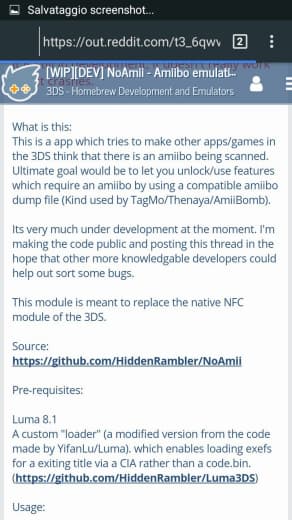 Salvataggio screenshot...
https://out.reddit.com/t3_6qwv
2
[WIP][DEV] NoAmiI - Amiibo emulati...
3DS - Homebrew Development and Emulators
What is this:
This is a app which tries to make other apps/games in
the 3DS think that there is an amiibo being scanned.
Ultimate goal would be to let you unlock/use features
which require an amiibo by using a compatible amiibo
dump file (Kind used by TagMo/Thenaya/AmiiBomb).
Its very much under development at the moment. I'm
making the code public and posting this thread in the
hope that other more knowledgable developers could
help out sort some bugs.
This module is meant to replace the native NFC
module of the 3DS.
Source:
https://github.com/HiddenRambler/NoAmii
Pre-requisites:
Luma 8.1
A custom "loader" (a modified version from the code
made by YifanLu/Luma). which enables loading exefs
for a exiting title via a CIA rather than a code.bin.
(https://github.com/HiddenRambler/Luma3DS)
Usage: